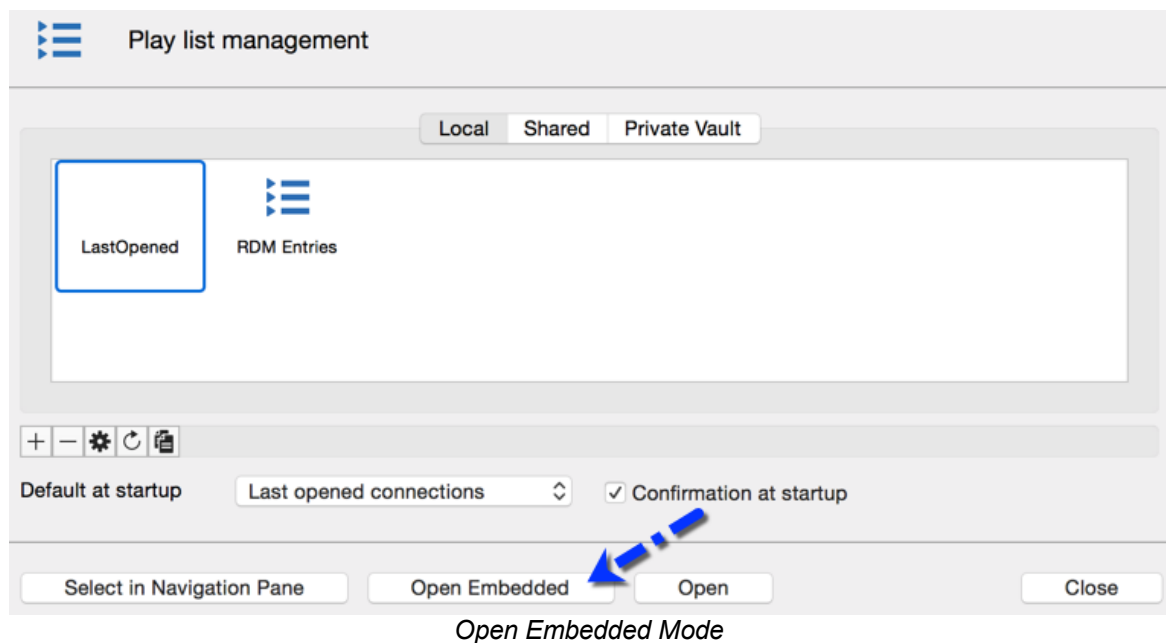 Play list management
Local Shared Private Vault
LastOpened RDM Entries
Default at startup Last opened connections Confirmation at startup
Select in Navigation Pane Open Embedded Open Close
Open Embedded Mode